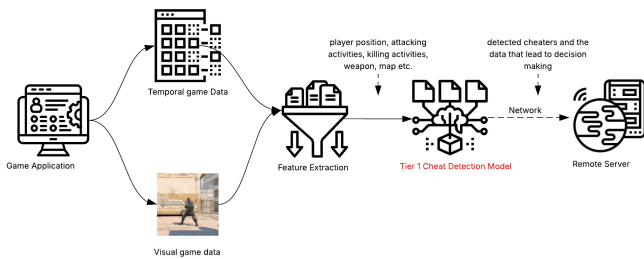 player position, attacking
activities, killing activities,
weapon, map etc.
detected cheaters and the
data that lead to decision
making
Temporal game Data
Network
Game Application
Feature Extraction
Tier 1 Cheat Detection Model
Remote Server
Visual game data